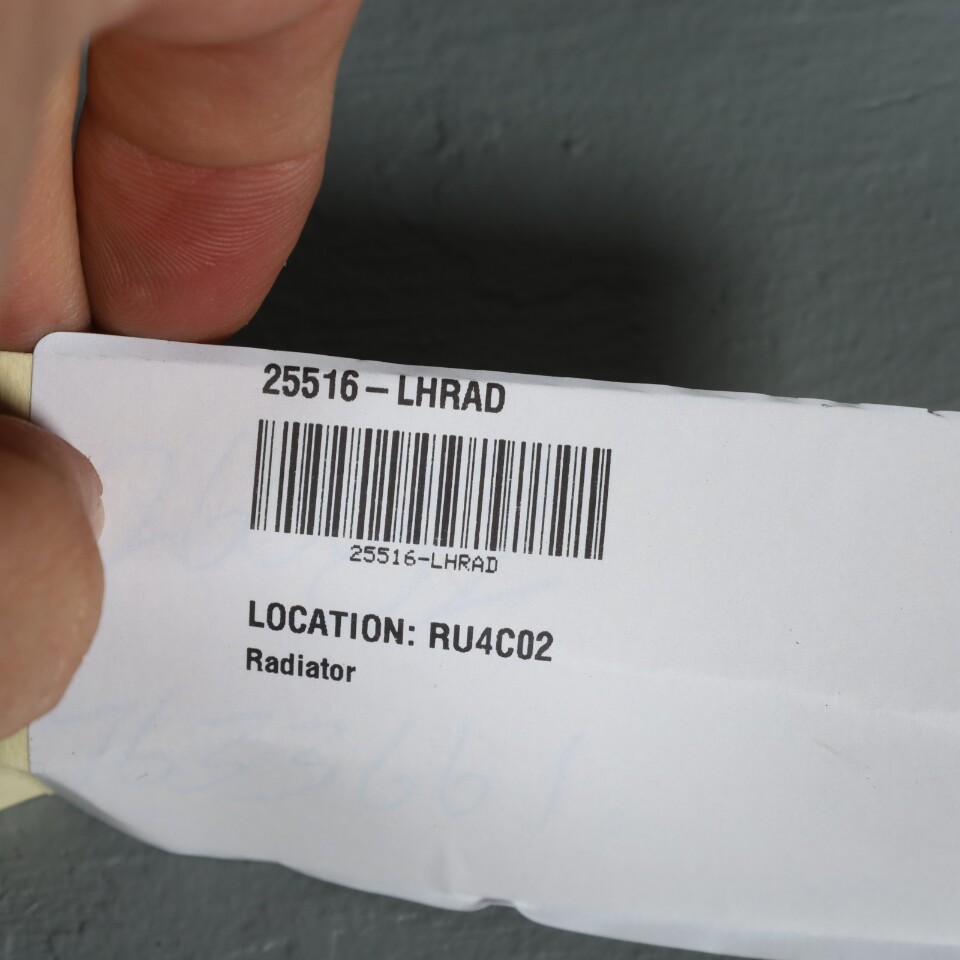 25516-LHRAD
25516-LHRAD
LOCATION: RU4C02
Radiator